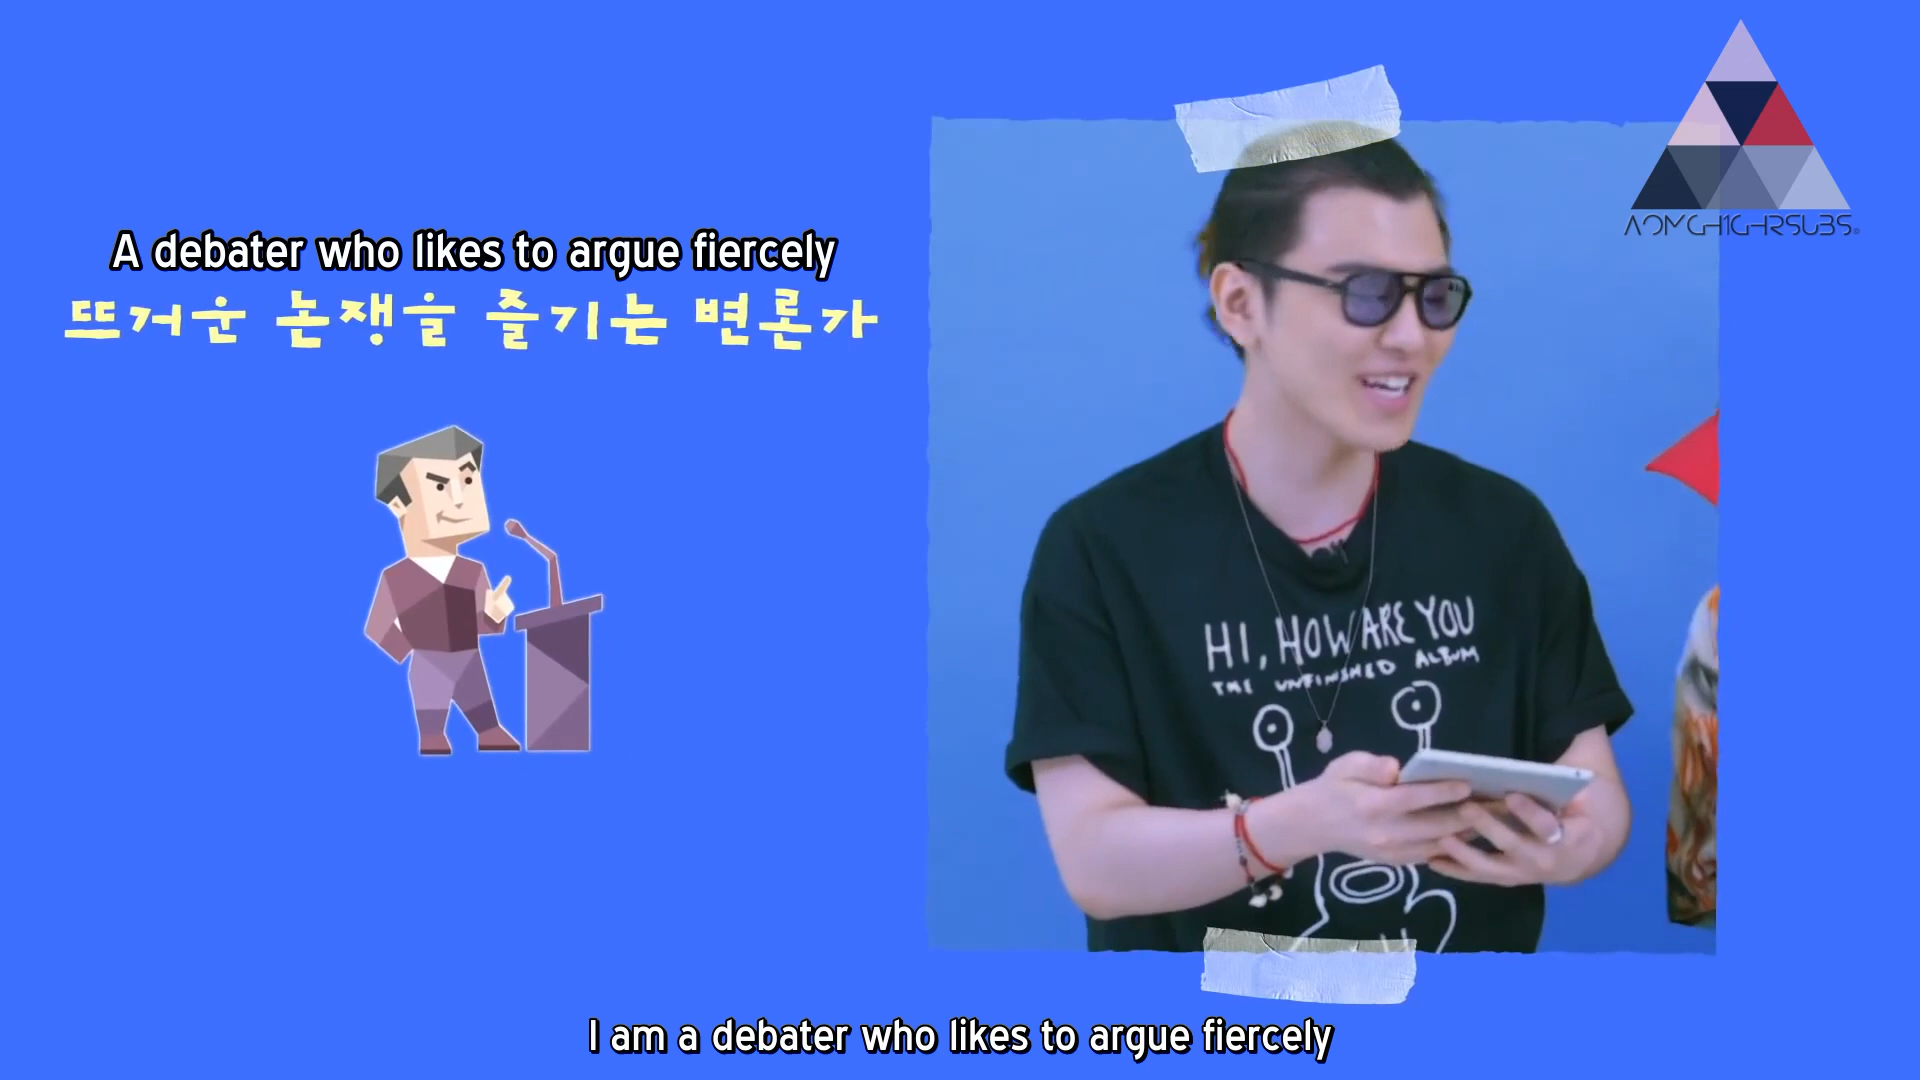 A debater who likes to argue fiercely
뜨거운 논쟁을 즐기는 변론가
AOMGH1GHRSUBS
HI, HOW ARE YOU
THE UNFINISHED ALBUM
I am a debater who likes to argue fiercely